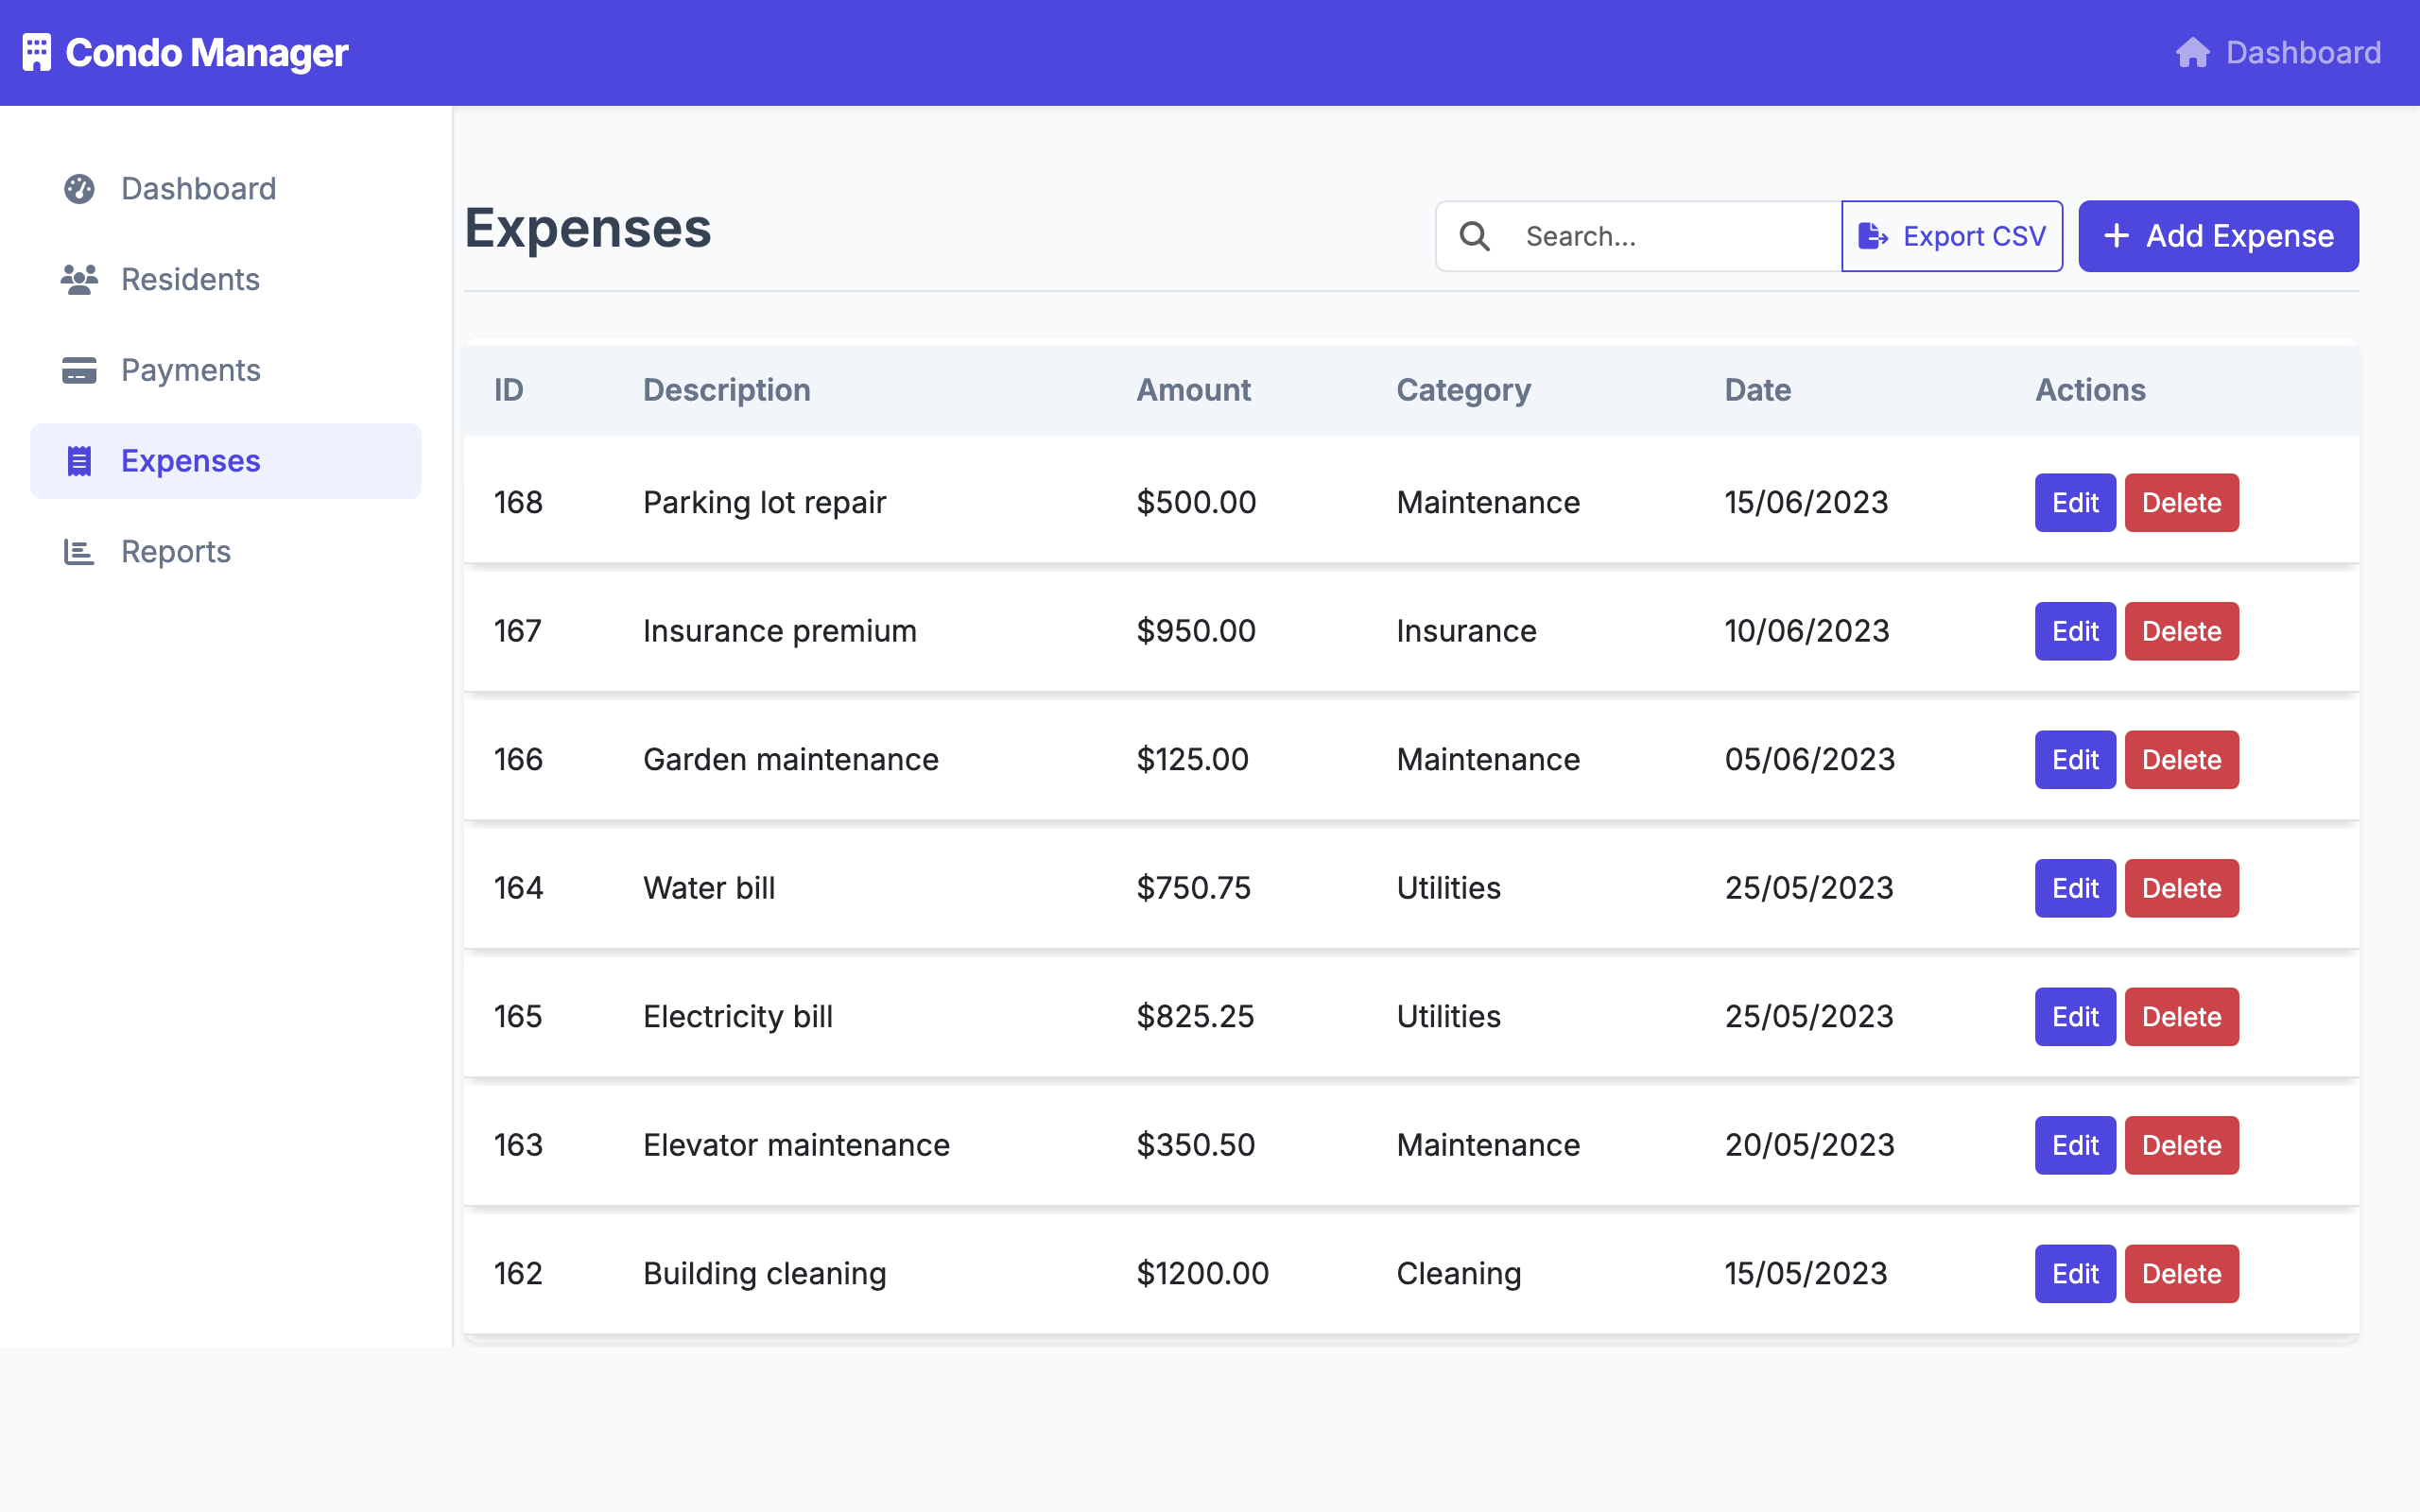 Condo Manager
Dashboard
Dashboard
Residents
Payments
Expenses
Reports
Expenses
Search...
Export CSV
Add Expense
ID Description Amount Category Date Actions
168 Parking lot repair $500.00 Maintenance 15/06/2023 Edit Delete
167 Insurance premium $950.00 Insurance 10/06/2023 Edit Delete
166 Garden maintenance $125.00 Maintenance 05/06/2023 Edit Delete
164 Water bill $750.75 Utilities 25/05/2023 Edit Delete
165 Electricity bill $825.25 Utilities 25/05/2023 Edit Delete
163 Elevator maintenance $350.50 Maintenance 20/05/2023 Edit Delete
162 Building cleaning $1200.00 Cleaning 15/05/2023 Edit Delete